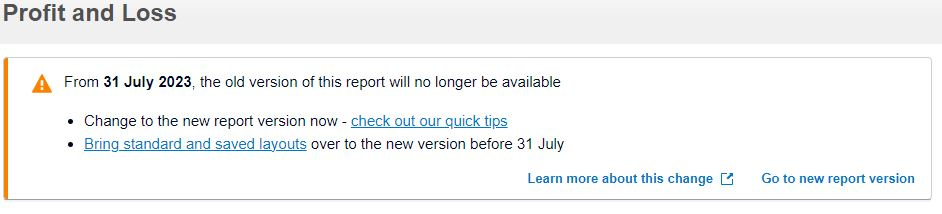 Profit and Loss
From 31 July 2023, the old version of this report will no longer be available
• Change to the new report version now - check out our quick tips
• Bring standard and saved layouts over to the new version before 31 July
Learn more about this change Go to new report version